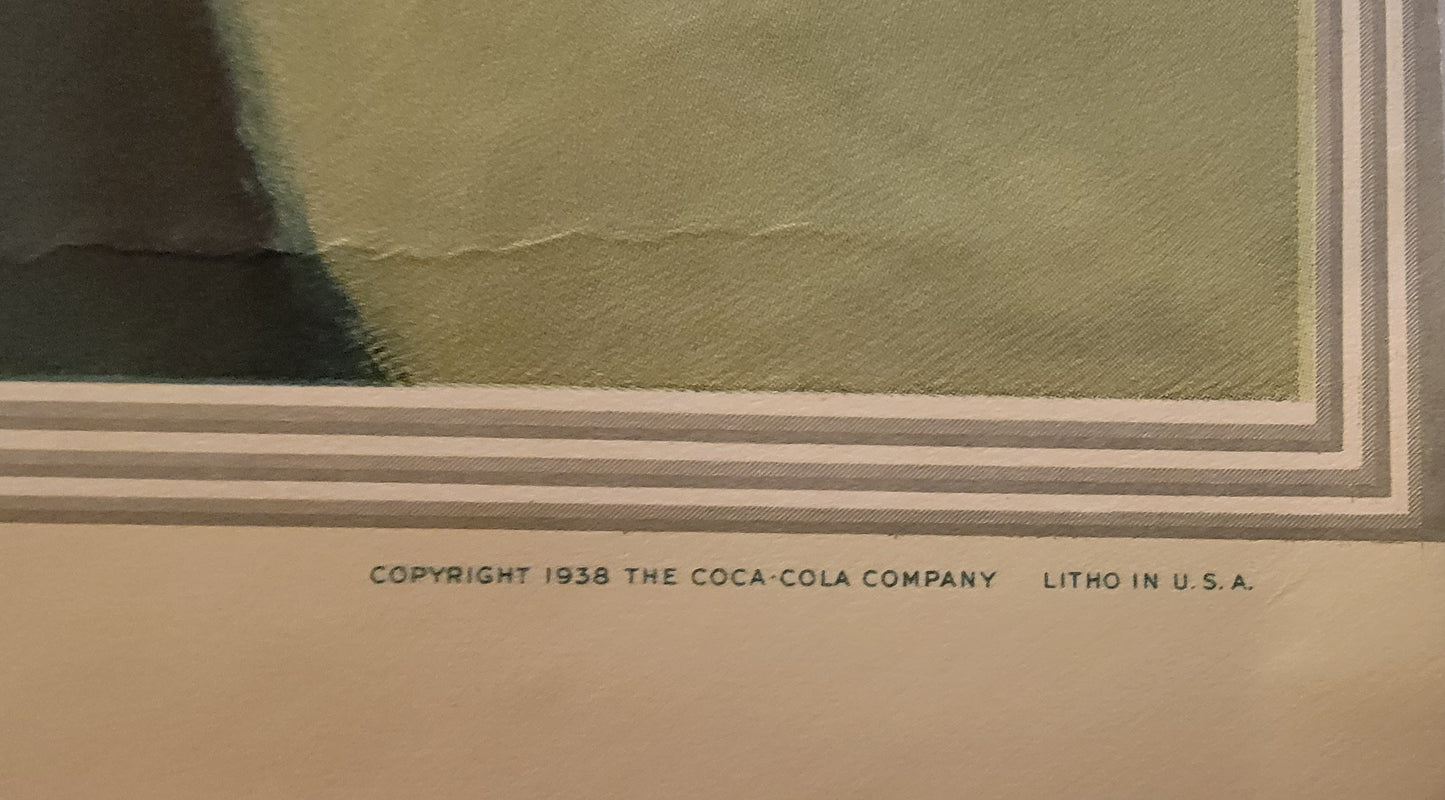 COPYRIGHT 1938 THE COCA-COLA COMPANY LITHO IN U.S.A.